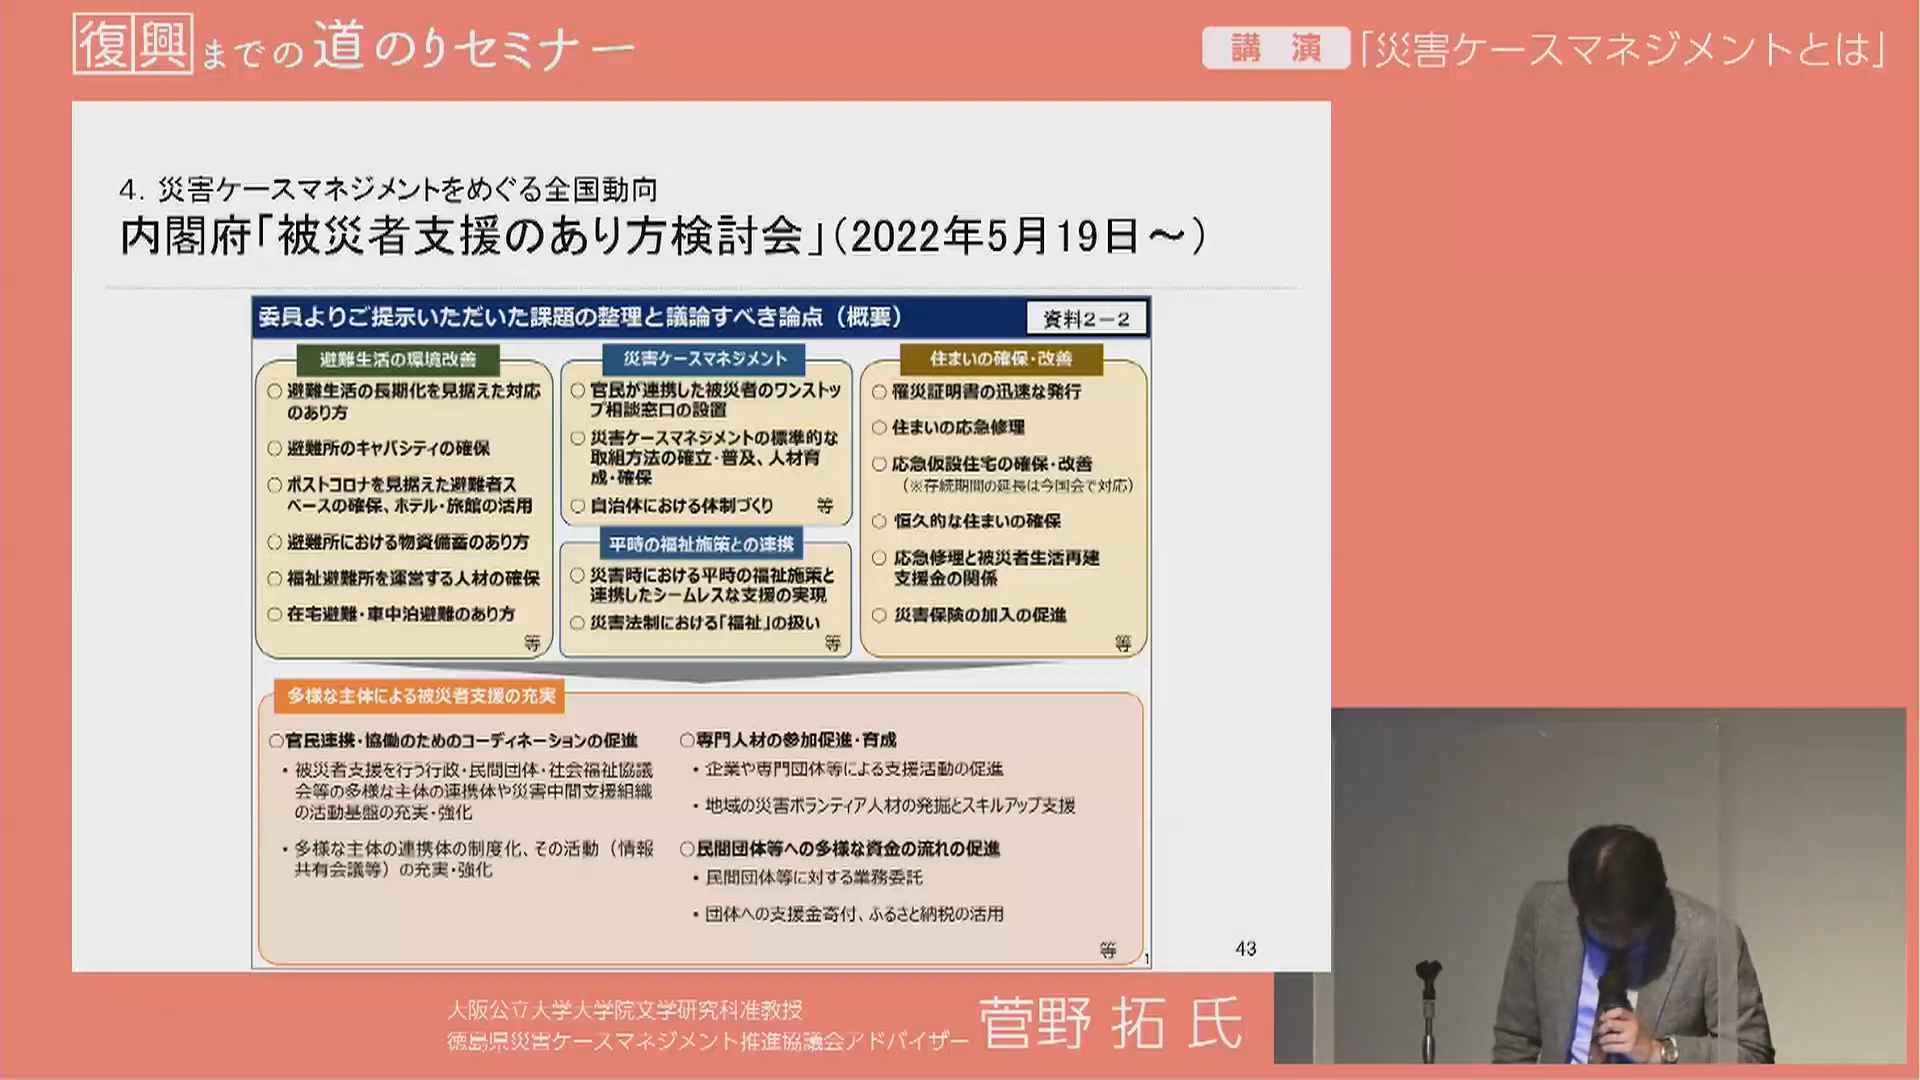 復興までの道のりセミナー
講演「災害ケースマネジメントとは」
4. 災害ケースマネジメントをめぐる全国動向
内閣府「被災者支援のあり方検討会」（2022年5月19日～）
委員よりご提示いただいた課題の整理と議論すべき論点（概要）
資料2－2
避難生活の環境改善
○ 避難生活の長期化を見据えた対応
のあり方
○ 避難所のキャパシティの確保
○ ポストコロナを見据えた避難者ス
ペースの確保、ホテル・旅館の活用
○ 避難所における物資備蓄のあり方
○ 福祉避難所を運営する人材の確保
○ 在宅避難・車中泊避難のあり方
等
災害ケースマネジメント
○ 官民が連携した被災者のワンストッ
プ相談窓口の設置
○ 災害ケースマネジメントの標準的な
取組方法の確立・普及、人材育
成・確保
○ 自治体における体制づくり 等
平時の福祉施策との連携
○ 災害時における平時の福祉施策と
連携したシームレスな支援の実現
○ 災害法制における「福祉」の扱い
等
住まいの確保・改善
○ 罹災証明書の迅速な発行
○ 住まいの応急修理
○ 応急仮設住宅の確保・改善
（※存続期間の延長は今国会で対応）
○ 恒久的な住まいの確保
○ 応急修理と被災者生活再建
支援金の関係
○ 災害保険の加入の促進
等
多様な主体による被災者支援の充実
○官民連携・協働のためのコーディネーションの促進
・被災者支援を行う行政・民間団体・社会福祉協議
会等の多様な主体の連携体や災害中間支援組織
の活動基盤の充実・強化
・多様な主体の連携体の制度化、その活動（情報
共有会議等）の充実・強化
○専門人材の参加促進・育成
・企業や専門団体等による支援活動の促進
・地域の災害ボランティア人材の発掘とスキルアップ支援
○民間団体等への多様な資金の流れの促進
・民間団体等に対する業務委託
・団体への支援金寄付、ふるさと納税の活用
等
1
43
大阪公立大学大学院文学研究科准教授
徳島県災害ケースマネジメント推進協議会アドバイザー
菅野 拓 氏